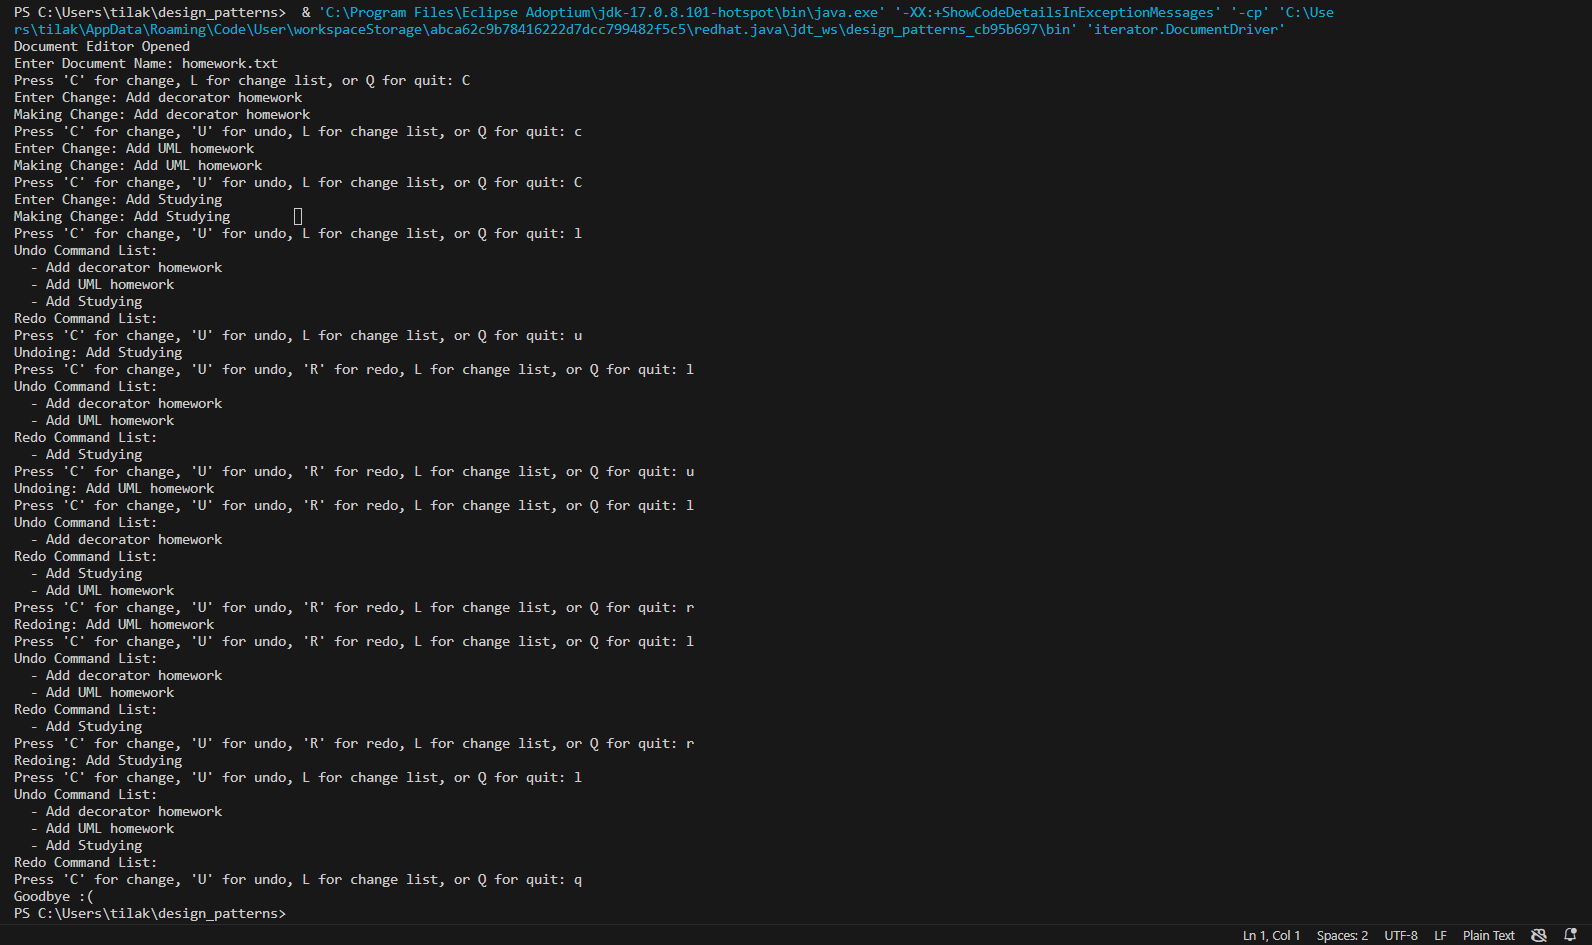 PS C:\Users\tilak\design_patterns>  & 'C:\Program Files\Eclipse Adoptium\jdk-17.0.8.101-hotspot\bin\java.exe' '-XX:+ShowCodeDetailsInExceptionMessages' '-cp' 'C:\Use
rs\tilak\AppData\Roaming\Code\User\workspaceStorage\abca62c9b78416222d7dcc799482f5c5\redhat.java\jdt_ws\design_patterns_cb95b697\bin' 'iterator.DocumentDriver'
Document Editor Opened
Enter Document Name: homework.txt
Press 'C' for change, L for change list, or Q for quit: C
Enter Change: Add decorator homework
Making Change: Add decorator homework
Press 'C' for change, 'U' for undo, L for change list, or Q for quit: c
Enter Change: Add UML homework
Making Change: Add UML homework
Press 'C' for change, 'U' for undo, L for change list, or Q for quit: C
Enter Change: Add Studying
Making Change: Add Studying
Press 'C' for change, 'U' for undo, L for change list, or Q for quit: l
Undo Command List:
  - Add decorator homework
  - Add UML homework
  - Add Studying
Redo Command List:
Press 'C' for change, 'U' for undo, L for change list, or Q for quit: u
Undoing: Add Studying
Press 'C' for change, 'U' for undo, 'R' for redo, L for change list, or Q for quit: l
Undo Command List:
  - Add decorator homework
  - Add UML homework
Redo Command List:
  - Add Studying
Press 'C' for change, 'U' for undo, 'R' for redo, L for change list, or Q for quit: u
Undoing: Add UML homework
Press 'C' for change, 'U' for undo, 'R' for redo, L for change list, or Q for quit: l
Undo Command List:
  - Add decorator homework
Redo Command List:
  - Add Studying
  - Add UML homework
Press 'C' for change, 'U' for undo, 'R' for redo, L for change list, or Q for quit: r
Redoing: Add UML homework
Press 'C' for change, 'U' for undo, 'R' for redo, L for change list, or Q for quit: l
Undo Command List:
  - Add decorator homework
  - Add UML homework
Redo Command List:
  - Add Studying
Press 'C' for change, 'U' for undo, 'R' for redo, L for change list, or Q for quit: r
Redoing: Add Studying
Press 'C' for change, 'U' for undo, L for change list, or Q for quit: l
Undo Command List:
  - Add decorator homework
  - Add UML homework
  - Add Studying
Redo Command List:
Press 'C' for change, 'U' for undo, L for change list, or Q for quit: q
Goodbye :(
PS C:\Users\tilak\design_patterns>
Ln 1, Col 1 Spaces: 2 UTF-8 LF Plain Text